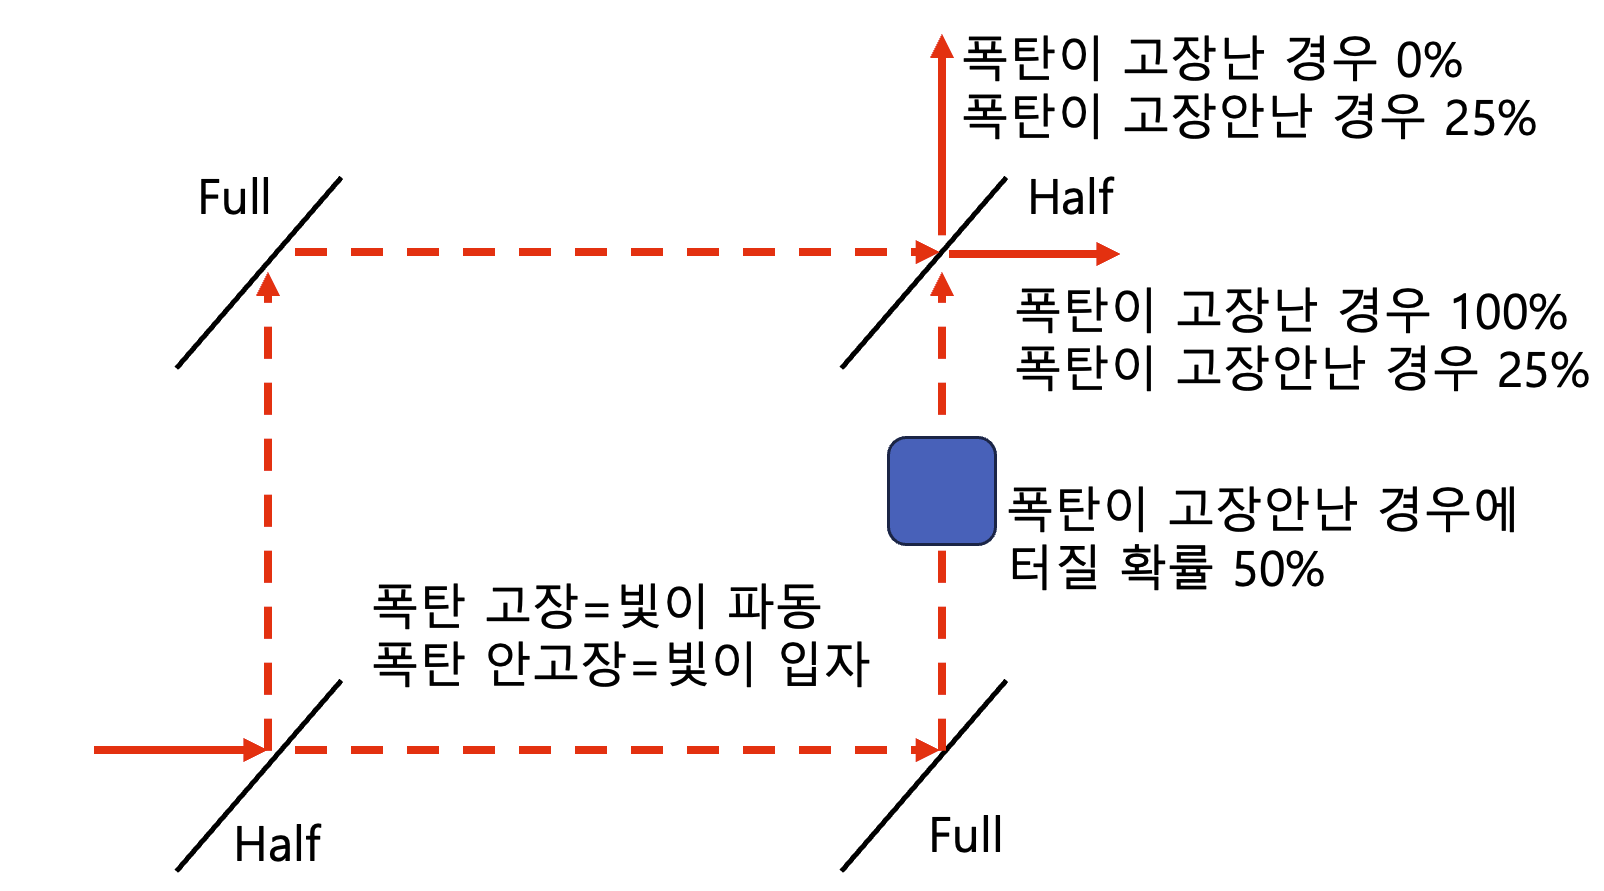 폭탄이 고장난 경우 0%
폭탄이 고장안난 경우 25%
Full
Half
폭탄이 고장난 경우 100%
폭탄이 고장안난 경우 25%
폭탄이 고장안난 경우에
터질 확률 50%
폭탄 고장=빛이 파동
폭탄 안고장=빛이 입자
Half
Full